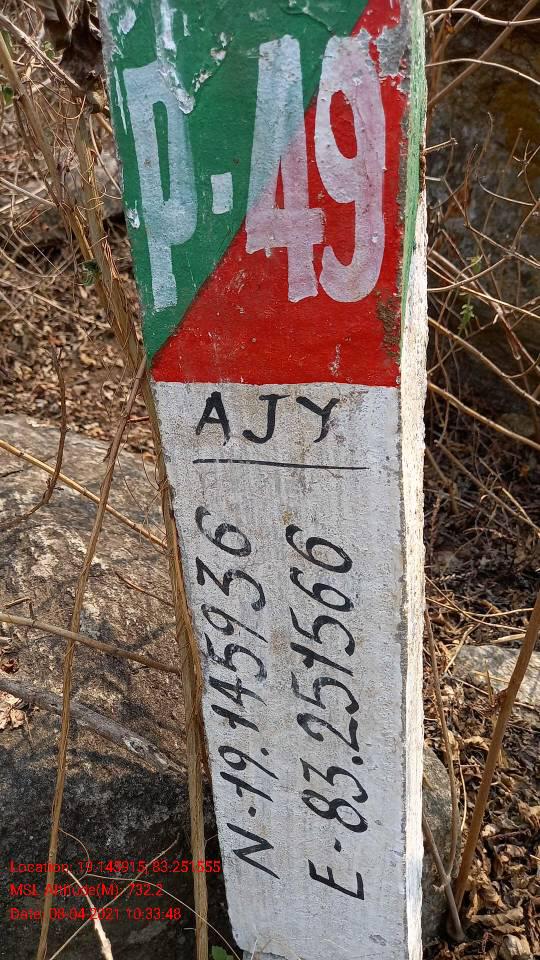 P-49
AJY
N-19.145936
E-83.251566
Location: 19.145915; 83.251555
MSL Altitude(M): 732.2
Date: 08-04-2021 10:33:48